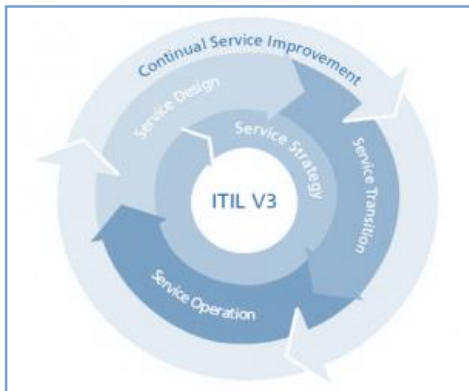 Continual Service Improvement
Service Design
Service Strategy
Service Transition
ITIL V3
Service Operation